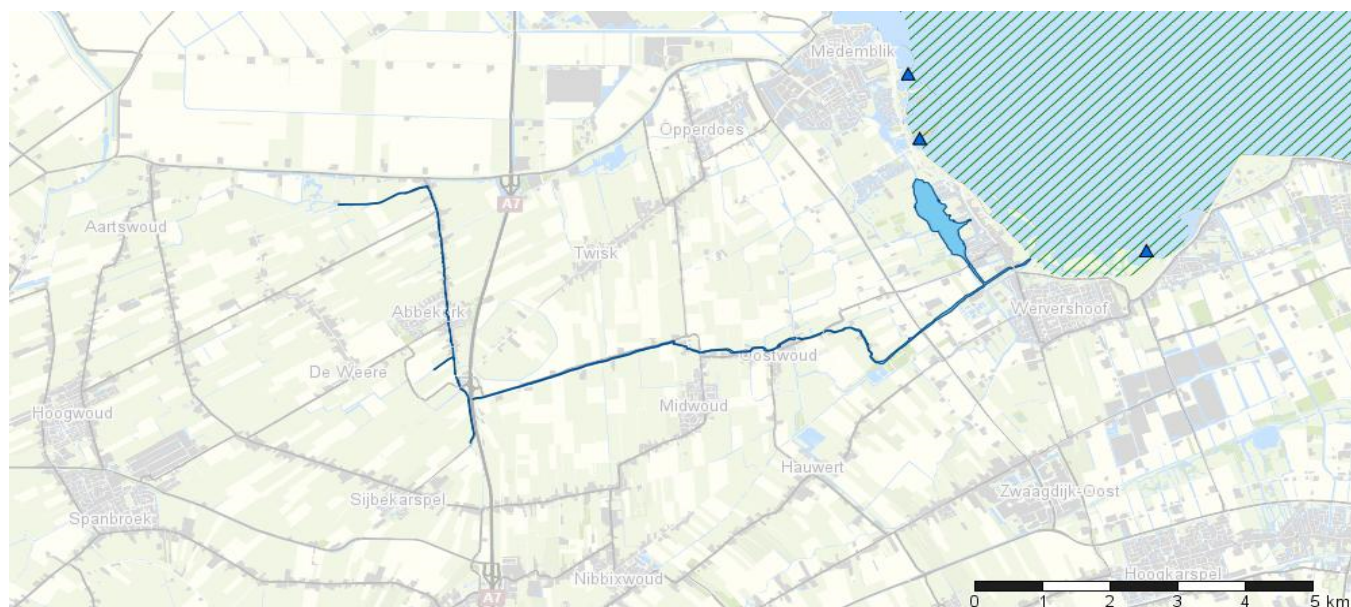 Medemblik
Opperdoes
A7
Aartswoud
Twisk
Abbekerk
Wervershoof
Oostwoud
De Weere
Hoogwoud
Midwoud
Hauwert
Sijbekarspel
Zwaagdijk-Oost
Spanbroek
Nibbixwoud
Hoogkarspel
A7
0 1 2 3 4 5 km